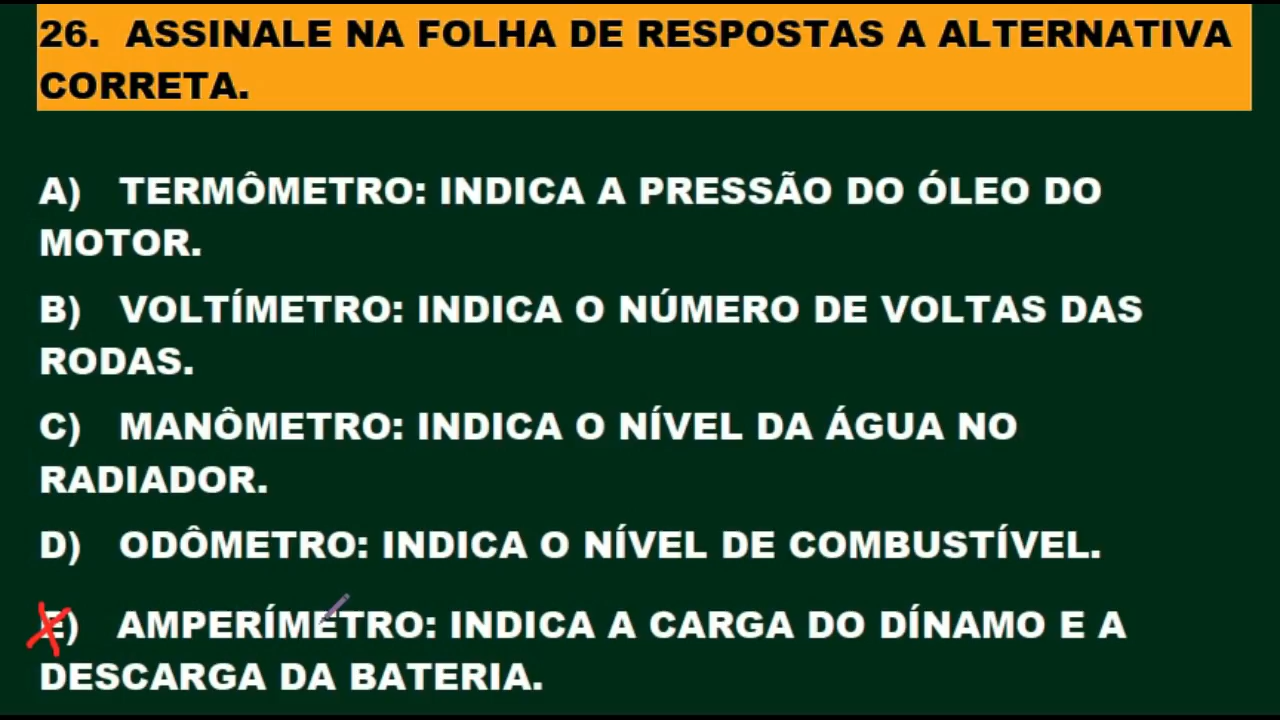 26. ASSINALE NA FOLHA DE RESPOSTAS A ALTERNATIVA
CORRETA.
A) TERMÔMETRO: INDICA A PRESSÃO DO ÓLEO DO
MOTOR.
B) VOLTÍMETRO: INDICA O NÚMERO DE VOLTAS DAS
RODAS.
C) MANÔMETRO: INDICA O NÍVEL DA ÁGUA NO
RADIADOR.
D) ODÔMETRO: INDICA O NÍVEL DE COMBUSTÍVEL.
E) AMPERÍMETRO: INDICA A CARGA DO DÍNAMO E A
DESCARGA DA BATERIA.